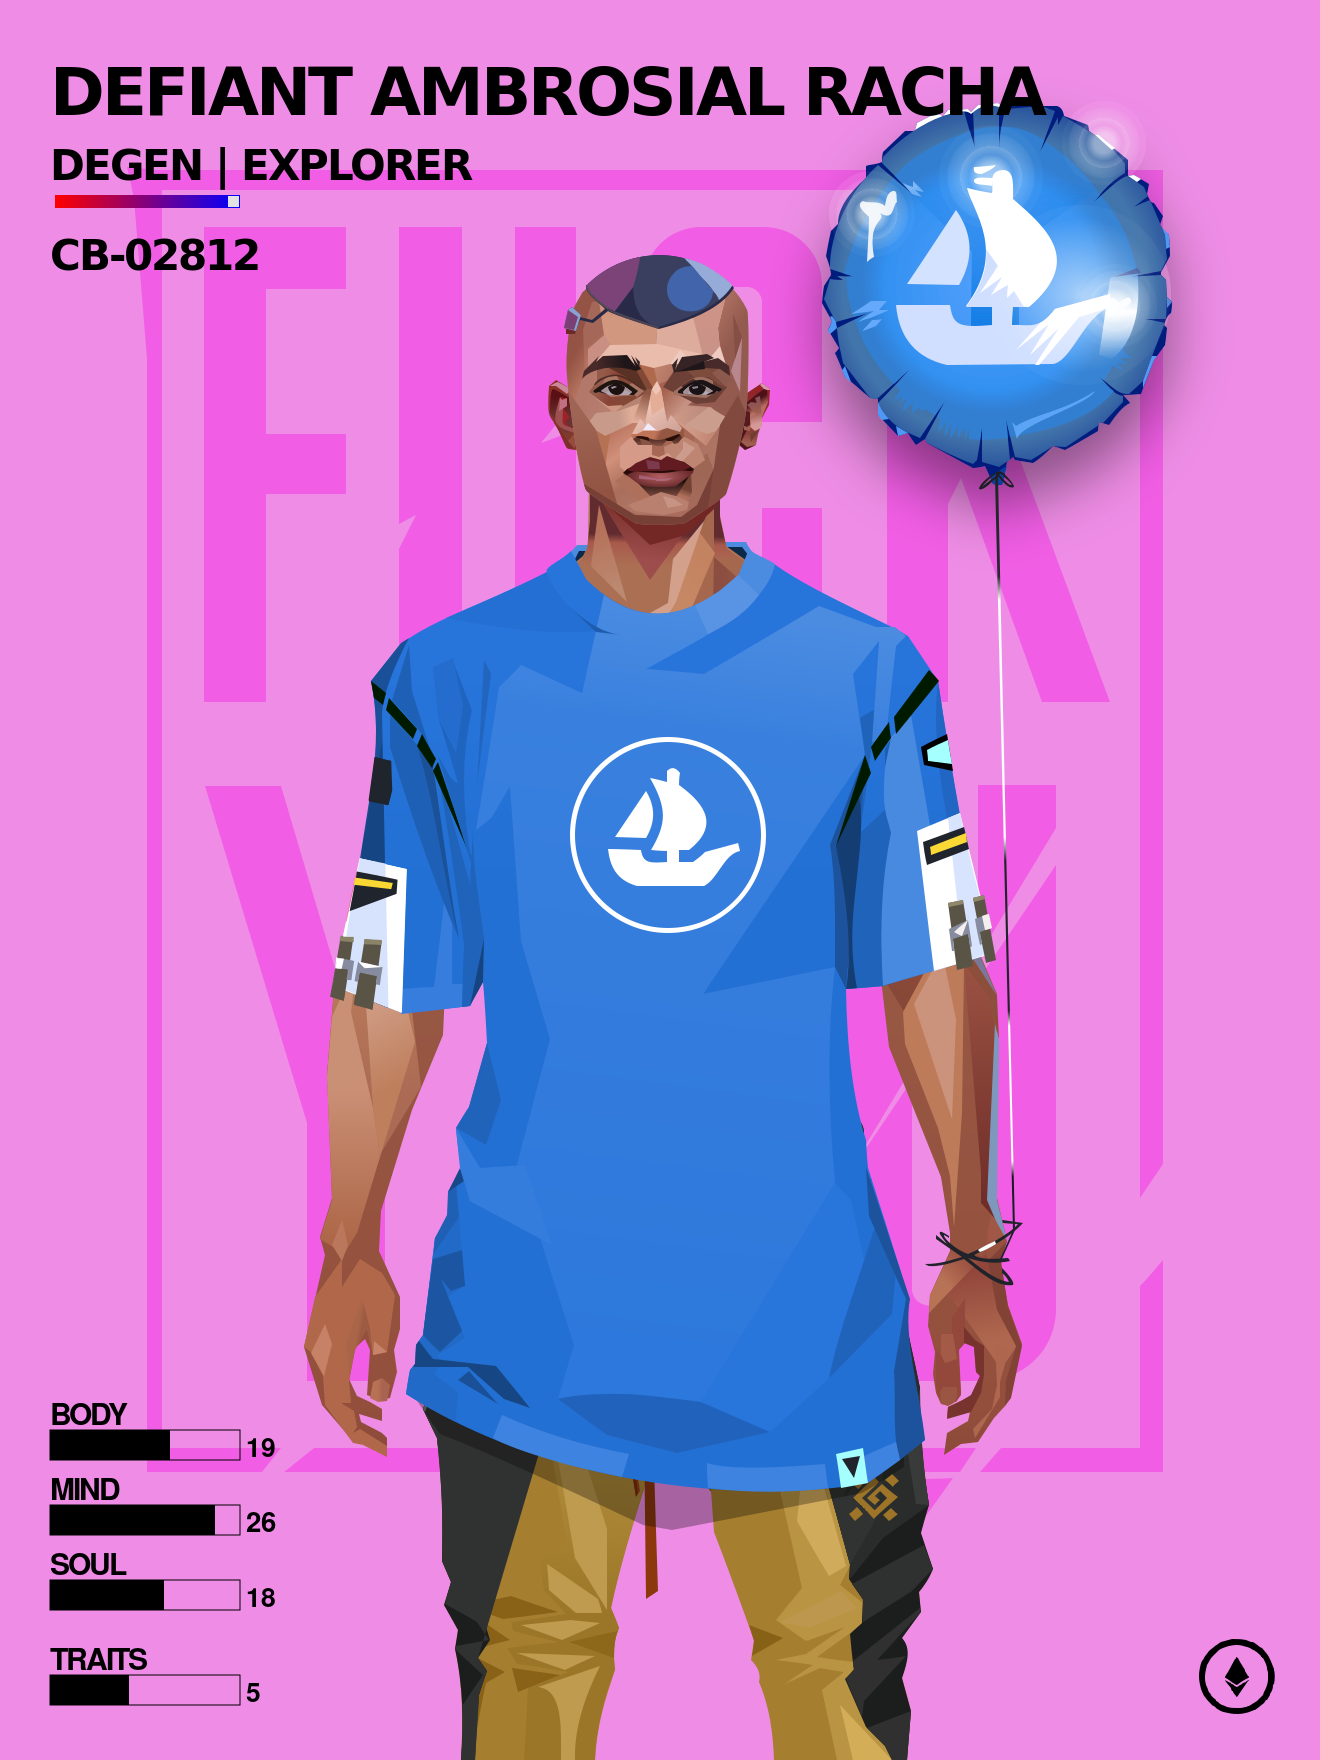 DEFIANT AMBROSIAL RACHA
DEGEN | EXPLORER
CB-02812
BODY
19
MIND
26
SOUL
18
TRAITS
5